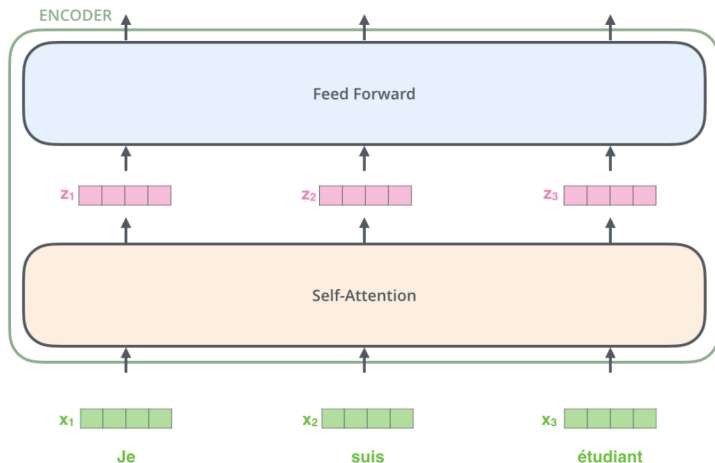 ENCODER
Feed Forward
z₁ z₂ z₃
Self-Attention
x₁ x₂ x₃
Je suis étudiant